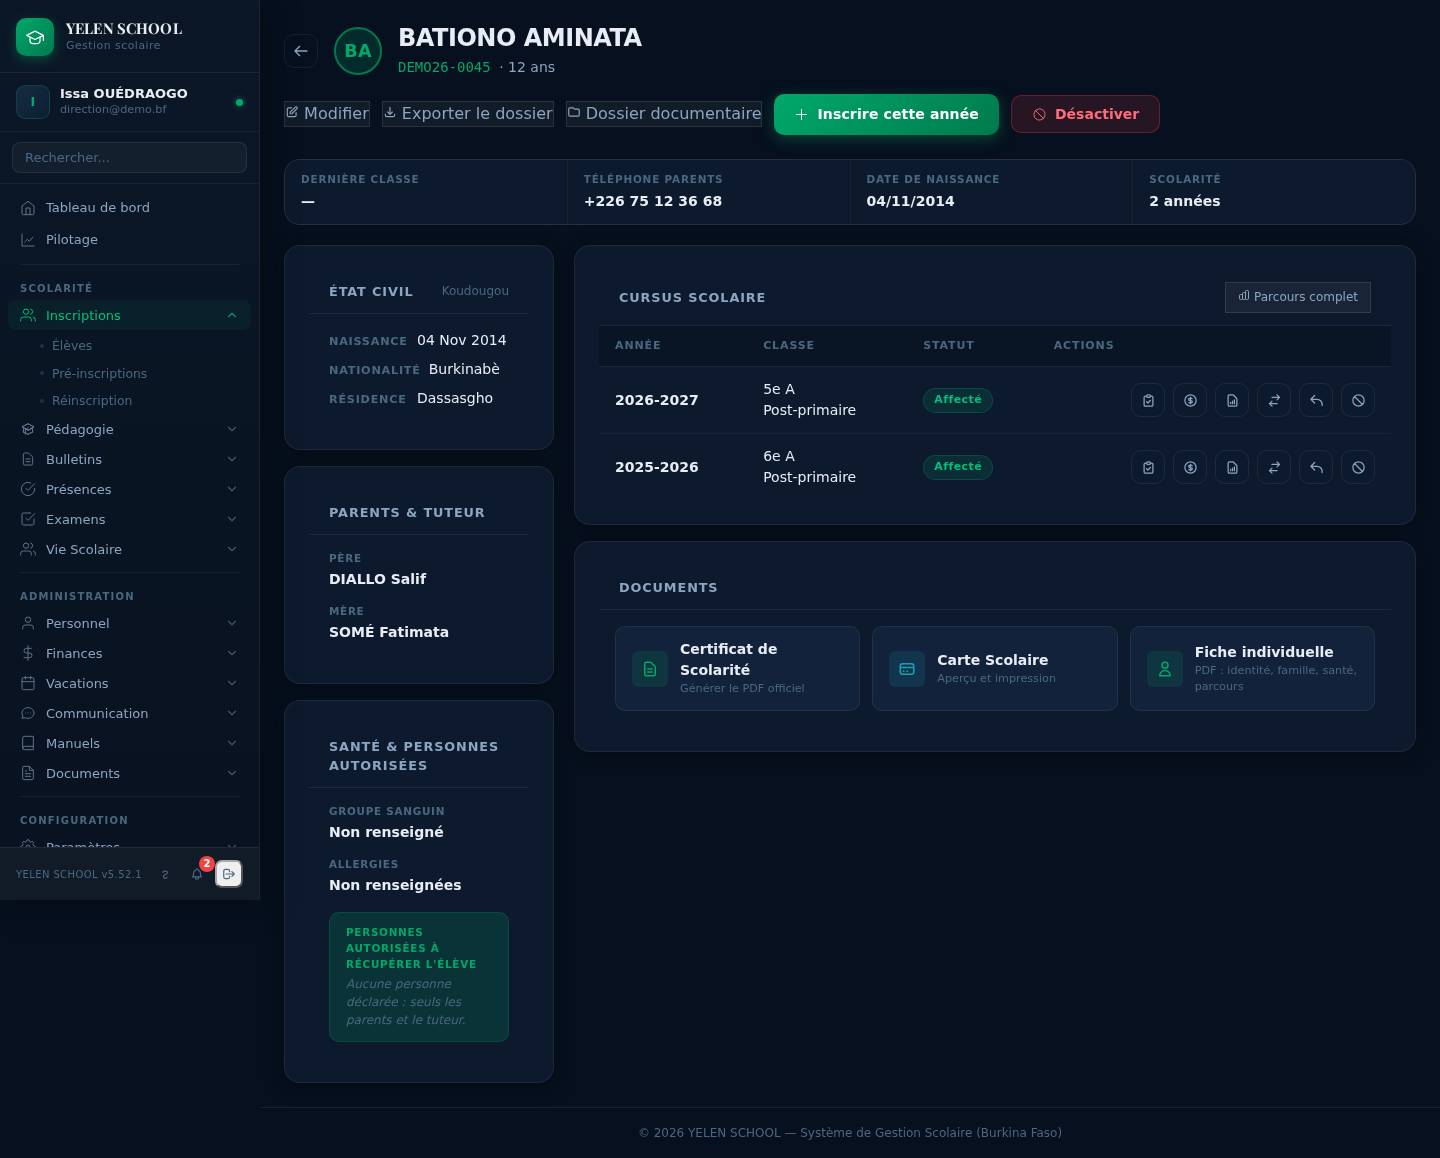 YELEN SCHOOL
Gestion scolaire
I
Issa OUÉDRAOGO
direction@demo.bf
Rechercher...
Tableau de bord
Pilotage
SCOLARITÉ
Inscriptions
Élèves
Pré-inscriptions
Réinscription
Pédagogie
Bulletins
Présences
Examens
Vie Scolaire
ADMINISTRATION
Personnel
Finances
Vacations
Communication
Manuels
Documents
CONFIGURATION
Paramètres
YELEN SCHOOL v5.52.1
2
BA
BATIONO AMINATA
DEMO26-0045 · 12 ans
Modifier
Exporter le dossier
Dossier documentaire
Inscrire cette année
Désactiver
DERNIÈRE CLASSE
—
TÉLÉPHONE PARENTS
+226 75 12 36 68
DATE DE NAISSANCE
04/11/2014
SCOLARITÉ
2 années
ÉTAT CIVIL Koudougou
NAISSANCE 04 Nov 2014
NATIONALITÉ Burkinabè
RÉSIDENCE Dassasgho
PARENTS & TUTEUR
PÈRE
DIALLO Salif
MÈRE
SOMÉ Fatimata
SANTÉ & PERSONNES
AUTORISÉES
GROUPE SANGUIN
Non renseigné
ALLERGIES
Non renseignées
PERSONNES
AUTORISÉES À
RÉCUPÉRER L'ÉLÈVE
Aucune personne
déclarée : seuls les
parents et le tuteur.
CURSUS SCOLAIRE
Parcours complet
ANNÉE CLASSE STATUT ACTIONS
2026-2027
5e A
Post-primaire
Affecté
2025-2026
6e A
Post-primaire
Affecté
DOCUMENTS
Certificat de
Scolarité
Générer le PDF officiel
Carte Scolaire
Aperçu et impression
Fiche individuelle
PDF : identité, famille, santé,
parcours
© 2026 YELEN SCHOOL — Système de Gestion Scolaire (Burkina Faso)